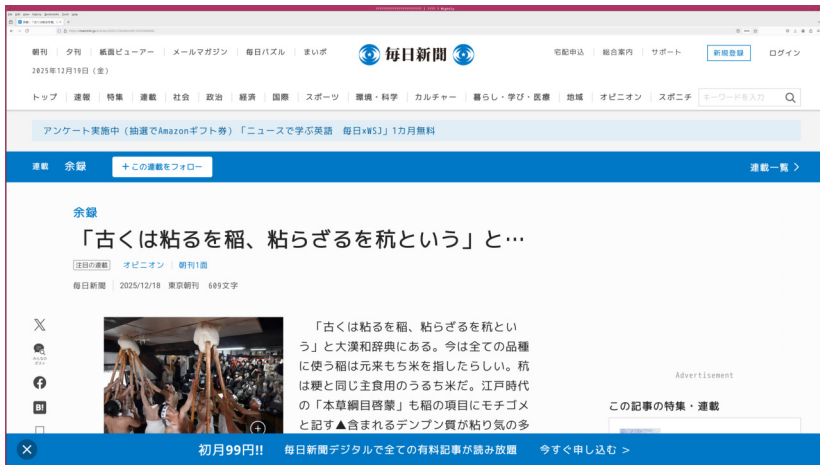 朝刊 夕刊 紙面ビューアー メールマガジン 毎日パズル まいぽ
毎日新聞
宅配申込 総合案内 サポート 新規登録 ログイン
2025年12月19日 (金)
トップ 速報 特集 連載 社会 政治 経済 国際 スポーツ 環境・科学 カルチャー 暮らし・学び・医療 地域 オピニオン スポニチ キーワードを入力
アンケート実施中 (抽選でAmazonギフト券) 「ニュースで学ぶ英語 毎日×WSJ」1カ月無料
連載 余録 +この連載をフォロー 連載一覧 >
余録
「古くは粘るを稲、粘らざるを秔という」と…
注目の連載 オピニオン 朝刊1面
毎日新聞 2025/12/18 東京朝刊 609文字
「古くは粘るを稲、粘らざるを秔とい
う」と大漢和辞典にある。今は全ての品種
に使う稲は元来もち米を指したらしい。秔
は粳と同じ主食用のうるち米だ。江戸時代
の「本草綱目啓蒙」も稲の項目にモチゴメ
と記す▲含まれるデンプン質が粘り気の多
B!
Advertisement
この記事の特集・連載
初月99円!! 毎日新聞デジタルで全ての有料記事が読み放題 今すぐ申し込む >